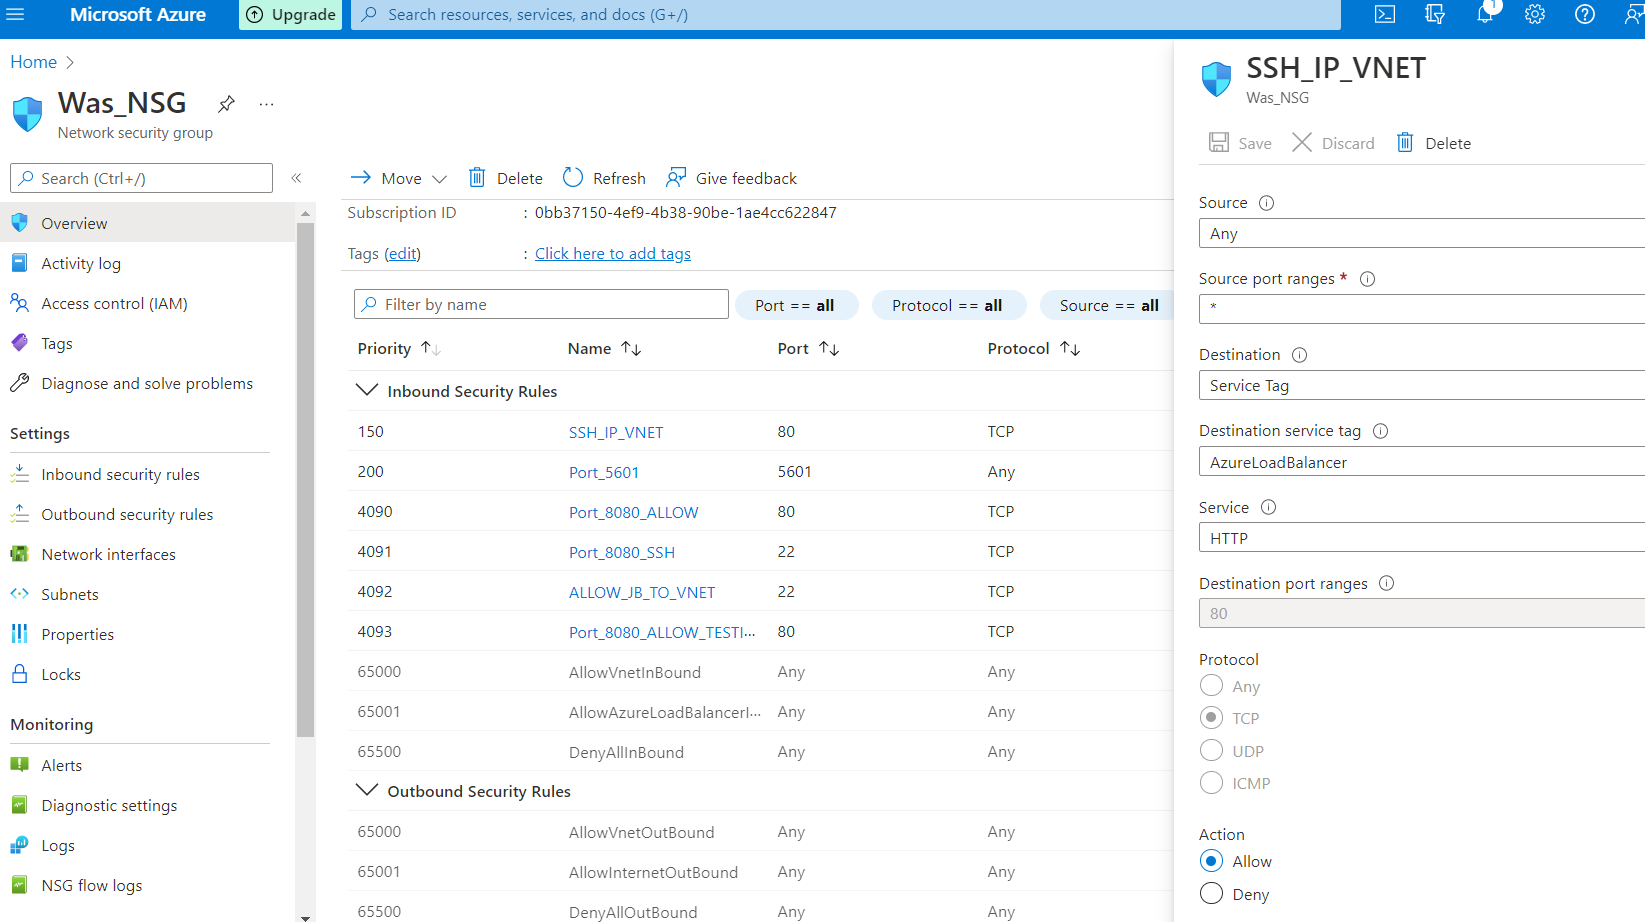 Microsoft Azure
Upgrade
Search resources, services, and docs (G+/)
1
Home
Was_NSG
Network security group
Search (Ctrl+/)
Overview
Activity log
Access control (IAM)
Tags
Diagnose and solve problems
Settings
Inbound security rules
Outbound security rules
Network interfaces
Subnets
Properties
Locks
Monitoring
Alerts
Diagnostic settings
Logs
NSG flow logs
Move Delete Refresh Give feedback
Subscription ID : 0bb37150-4ef9-4b38-90be-1ae4cc622847
Tags (edit) : Click here to add tags
Filter by name Port == all Protocol == all Source == all
Priority Name Port Protocol
Inbound Security Rules
150 SSH_IP_VNET 80 TCP
200 Port_5601 5601 Any
4090 Port_8080_ALLOW 80 TCP
4091 Port_8080_SSH 22 TCP
4092 ALLOW_JB_TO_VNET 22 TCP
4093 Port_8080_ALLOW_TESTI... 80 TCP
65000 AllowVnetInBound Any Any
65001 AllowAzureLoadBalancerI... Any Any
65500 DenyAllInBound Any Any
Outbound Security Rules
65000 AllowVnetOutBound Any Any
65001 AllowInternetOutBound Any Any
65500 DenyAllOutBound Any Any
SSH_IP_VNET
Was_NSG
Save Discard Delete
Source
Any
Source port ranges *
*
Destination
Service Tag
Destination service tag
AzureLoadBalancer
Service
HTTP
Destination port ranges
80
Protocol
Any
TCP
UDP
ICMP
Action
Allow
Deny